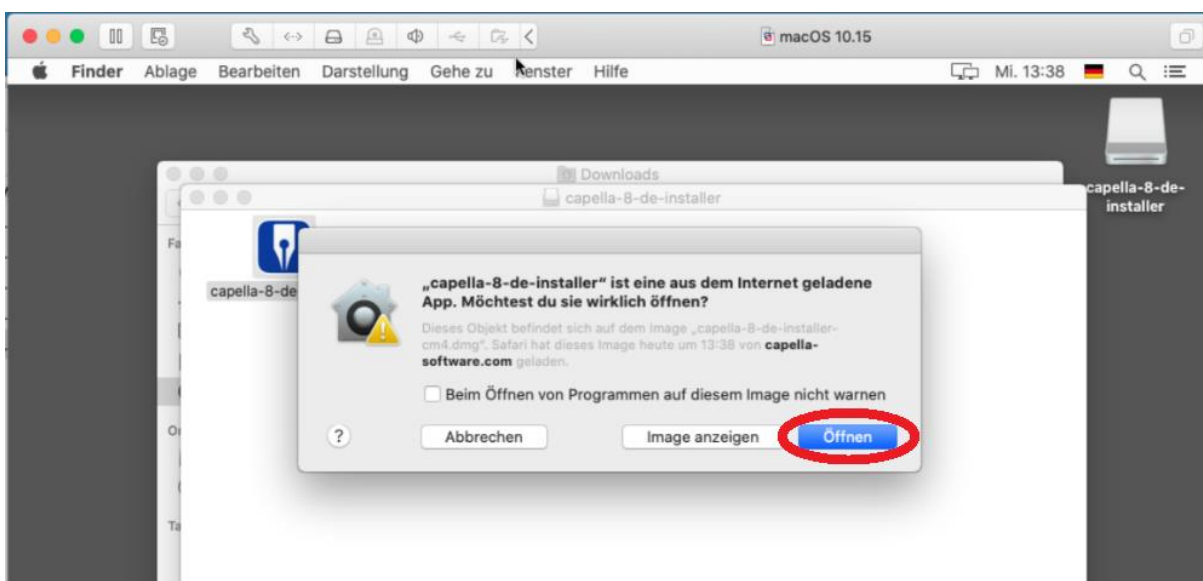 macOS 10.15
Finder Ablage Bearbeiten Darstellung Gehe zu Fenster Hilfe Mi. 13:38
Downloads
capella-8-de-installer
capella-8-de-
installer
Fa
capella-8-de
„capella-8-de-installer“ ist eine aus dem Internet geladene
App. Möchtest du sie wirklich öffnen?
Dieses Objekt befindet sich auf dem Image „capella-8-de-installer-
cm4.dmg“. Safari hat dieses Image heute um 13:38 von capella-
software.com geladen.
Beim Öffnen von Programmen auf diesem Image nicht warnen
? Abbrechen Image anzeigen Öffnen
Ta